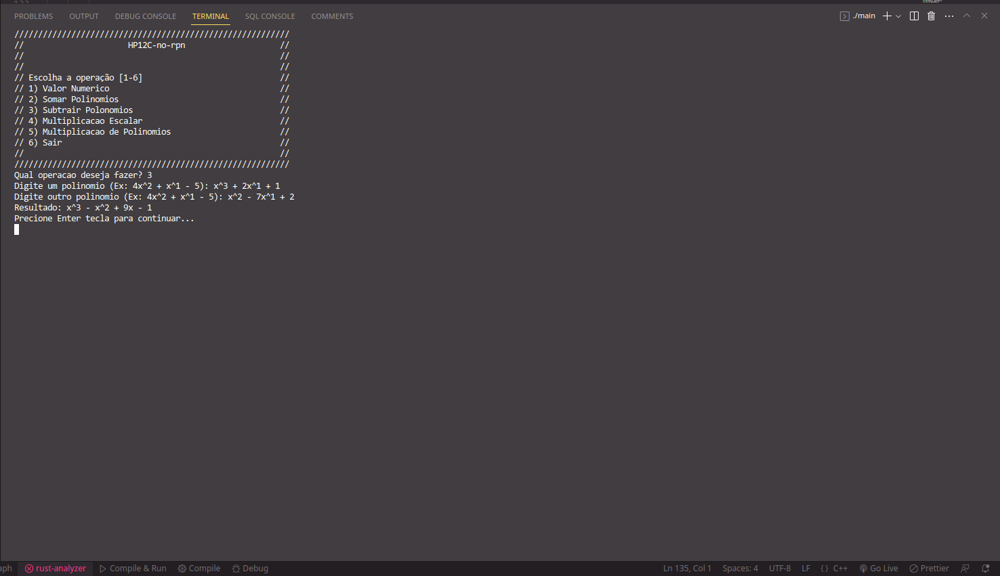 PROBLEMS OUTPUT DEBUG CONSOLE TERMINAL SQL CONSOLE COMMENTS ./main
//////////////////////////////////////////////////////////
// HP12C-no-rpn //
// //
// //
// Escolha a operação [1-6] //
// 1) Valor Numerico //
// 2) Somar Polinomios //
// 3) Subtrair Polonomios //
// 4) Multiplicacao Escalar //
// 5) Multiplicacao de Polinomios //
// 6) Sair //
// //
//////////////////////////////////////////////////////////
Qual operacao deseja fazer? 3
Digite um polinomio (Ex: 4x^2 + x^1 - 5): x^3 + 2x^1 + 1
Digite outro polinomio (Ex: 4x^2 + x^1 - 5): x^2 - 7x^1 + 2
Resultado: x^3 - x^2 + 9x - 1
Precione Enter tecla para continuar...
aph rust-analyzer Compile & Run Compile Debug Ln 135, Col 1 Spaces: 4 UTF-8 LF {} C++ Go Live Prettier